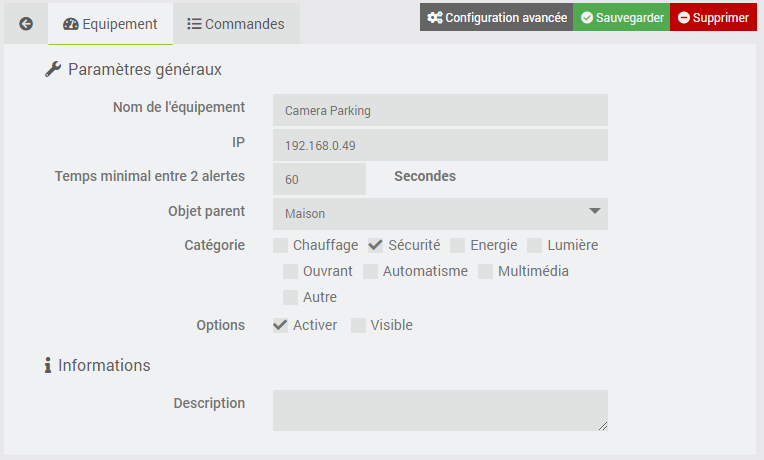 Equipement Commandes Configuration avancée Sauvegarder Supprimer
Paramètres généraux
Nom de l'équipement Camera Parking
IP 192.168.0.49
Temps minimal entre 2 alertes 60 Secondes
Objet parent Maison
Catégorie Chauffage Sécurité Energie Lumière
Ouvrant Automatisme Multimédia
Autre
Options Activer Visible
Informations
Description